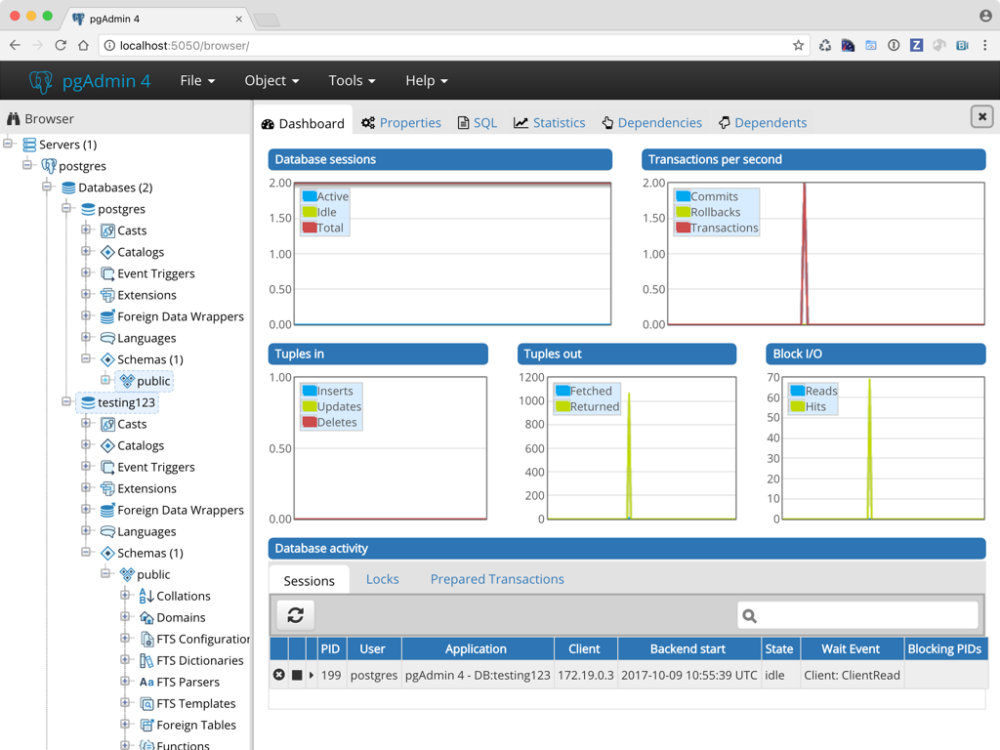 pgAdmin 4
localhost:5050/browser/
pgAdmin 4 File Object Tools Help
Browser
Servers (1)
postgres
Databases (2)
postgres
Casts
Catalogs
Event Triggers
Extensions
Foreign Data Wrappers
Languages
Schemas (1)
public
testing123
Casts
Catalogs
Event Triggers
Extensions
Foreign Data Wrappers
Languages
Schemas (1)
public
Collations
Domains
FTS Configuration
FTS Dictionaries
Aa FTS Parsers
FTS Templates
Foreign Tables
Functions
Dashboard Properties SQL Statistics Dependencies Dependents
Database sessions
2.00
1.50
1.00
0.50
0.00
Active
Idle
Total
Transactions per second
2.00
1.50
1.00
0.50
0.00
Commits
Rollbacks
Transactions
Tuples in
1.00
0.50
0.00
Inserts
Updates
Deletes
Tuples out
1200
1000
800
600
400
200
0
Fetched
Returned
Block I/O
70
60
50
40
30
20
10
0
Reads
Hits
Database activity
Sessions Locks Prepared Transactions
PID User Application Client Backend start State Wait Event Blocking PIDs
199 postgres pgAdmin 4 - DB:testing123 172.19.0.3 2017-10-09 10:55:39 UTC idle Client: ClientRead